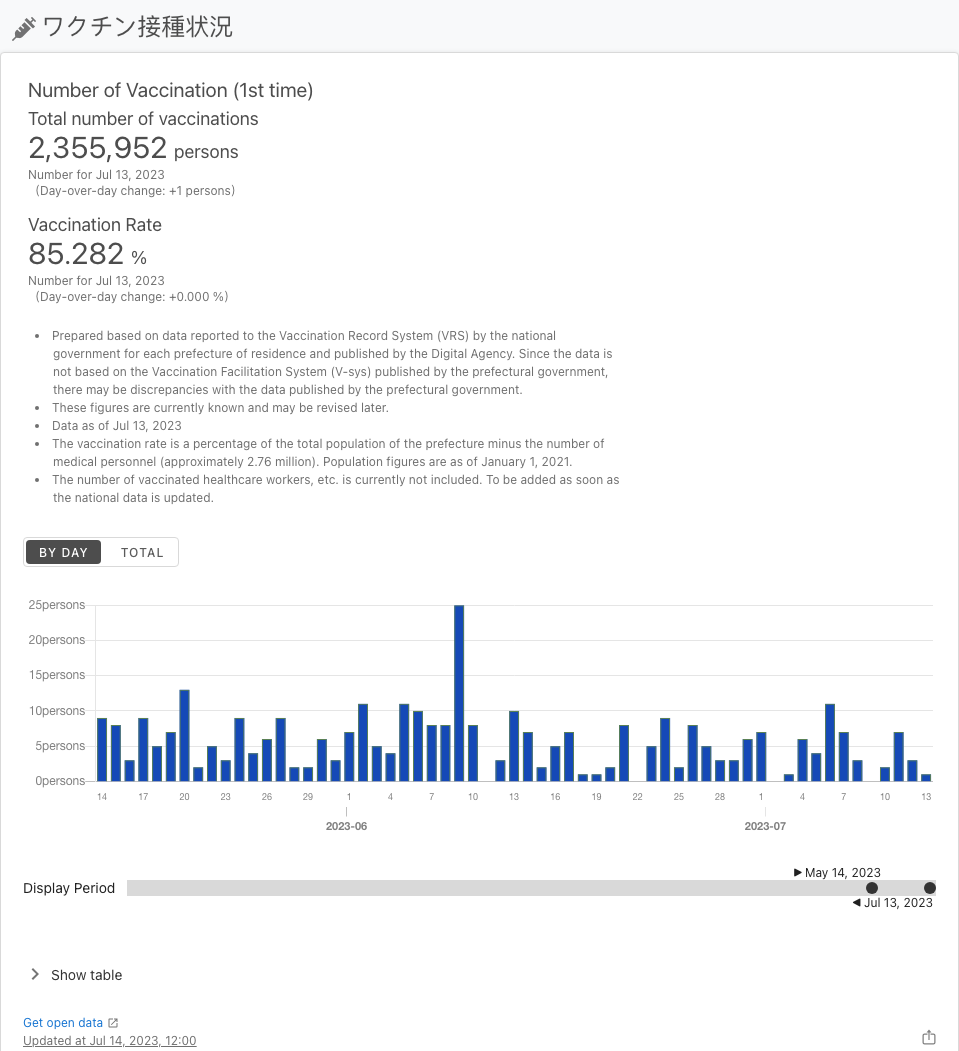 ワクチン接種状況
Number of Vaccination (1st time)
Total number of vaccinations
2,355,952 persons
Number for Jul 13, 2023
(Day-over-day change: +1 persons)
Vaccination Rate
85.282 %
Number for Jul 13, 2023
(Day-over-day change: +0.000 %)
• Prepared based on data reported to the Vaccination Record System (VRS) by the national
government for each prefecture of residence and published by the Digital Agency. Since the data is
not based on the Vaccination Facilitation System (V-sys) published by the prefectural government,
there may be discrepancies with the data published by the prefectural government.
• These figures are currently known and may be revised later.
• Data as of Jul 13, 2023
• The vaccination rate is a percentage of the total population of the prefecture minus the number of
medical personnel (approximately 2.76 million). Population figures are as of January 1, 2021.
• The number of vaccinated healthcare workers, etc. is currently not included. To be added as soon as
the national data is updated.
BY DAY TOTAL
25persons
20persons
15persons
10persons
5persons
0persons
14 17 20 23 26 29 1 4 7 10 13 16 19 22 25 28 1 4 7 10 13
2023-06 2023-07
▶ May 14, 2023
Display Period
◀ Jul 13, 2023
Show table
Get open data
Updated at Jul 14, 2023, 12:00